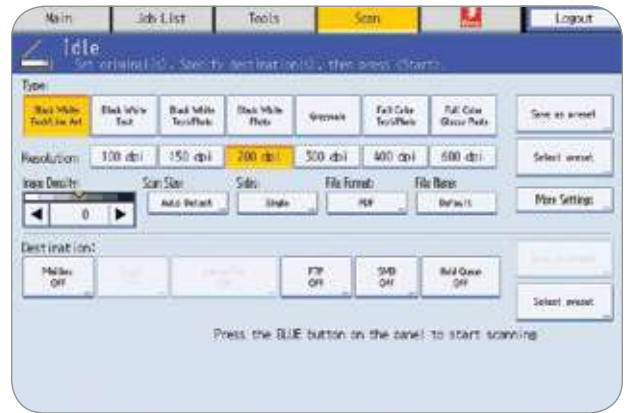 Main Job List Tools Scan Logout
Idle
Set original(s). Specify destination(s), then press (Start).
Type:
Black White Text/Line Art
Black White Text
Black White Text/Photo
Black White Photo
Grayscale
Full Color Text/Photo
Full Color Glossy Photo
Save as preset
Resolution: 100 dpi 150 dpi 200 dpi 300 dpi 400 dpi 600 dpi Select preset
Image Density: Scan Size: Sides: File Format: File Name:
0 Auto Detect Single PDF Default More Settings
Destination:
Mailbox OFF
FTP OFF
SMB OFF
Hold Queue OFF
Select preset
Press the BLUE button on the panel to start scanning